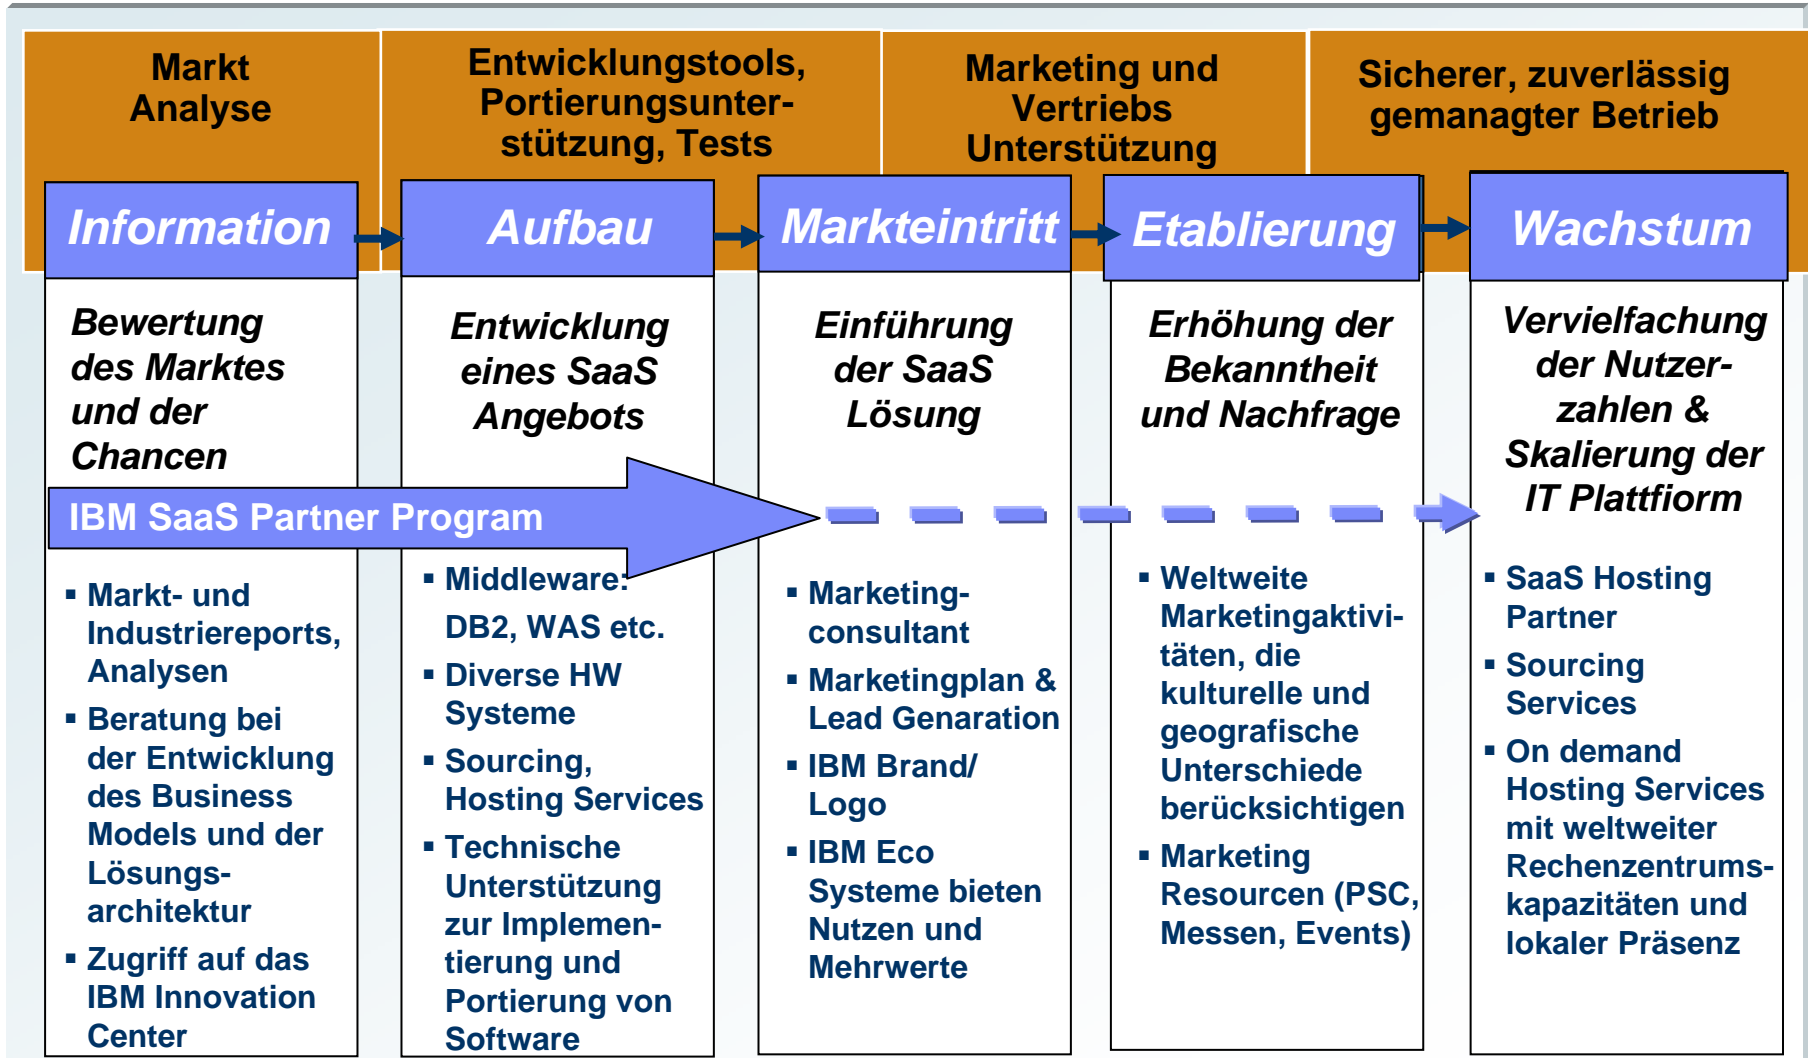 Markt
Analyse
Entwicklungstools,
Portierungsunter-
stützung, Tests
Marketing und
Vertriebs
Unterstützung
Sicherer, zuverlässig
gemanagter Betrieb
Information
Aufbau
Markteintritt
Etablierung
Wachstum
Bewertung
des Marktes
und der
Chancen
Entwicklung
eines SaaS
Angebots
Einführung
der SaaS
Lösung
Erhöhung der
Bekanntheit
und Nachfrage
Vervielfachung
der Nutzer-
zahlen &
Skalierung der
IT Plattfiorm
IBM SaaS Partner Program
▪ Markt- und
Industriereports,
Analysen
▪ Beratung bei
der Entwicklung
des Business
Models und der
Lösungs-
architektur
▪ Zugriff auf das
IBM Innovation
Center
▪ Middleware:
DB2, WAS etc.
▪ Diverse HW
Systeme
▪ Sourcing,
Hosting Services
▪ Technische
Unterstützung
zur Implemen-
tierung und
Portierung von
Software
▪ Marketing-
consultant
▪ Marketingplan &
Lead Genaration
▪ IBM Brand/
Logo
▪ IBM Eco
Systeme bieten
Nutzen und
Mehrwerte
▪ Weltweite
Marketingaktivi-
täten, die
kulturelle und
geografische
Unterschiede
berücksichtigen
▪ Marketing
Resourcen (PSC,
Messen, Events)
▪ SaaS Hosting
Partner
▪ Sourcing
Services
▪ On demand
Hosting Services
mit weltweiter
Rechenzentrums-
kapazitäten und
lokaler Präsenz